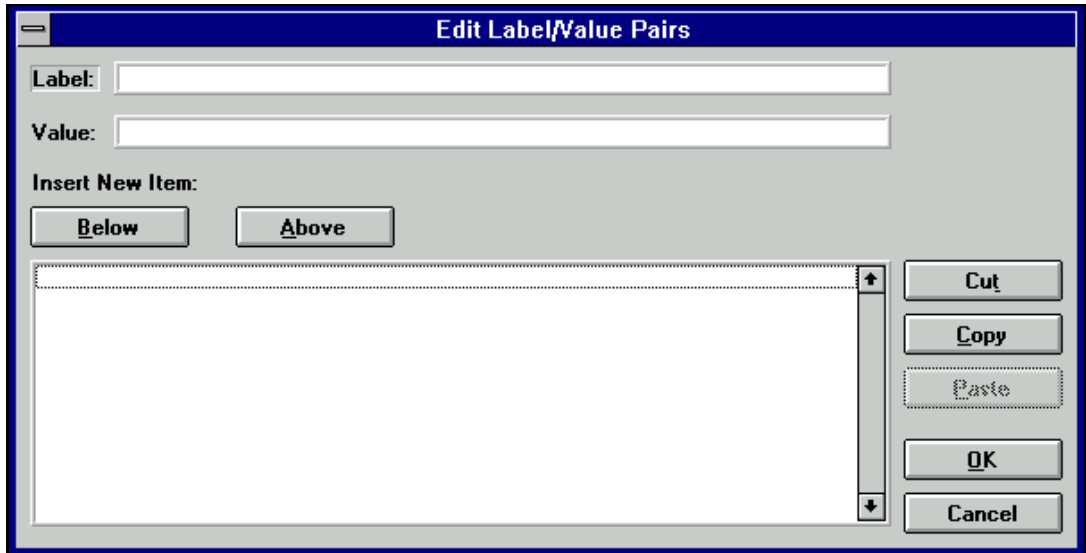 Edit Label/Value Pairs
Label:
Value:
Insert New Item:
Below Above
Cut
Copy
Paste
OK
Cancel